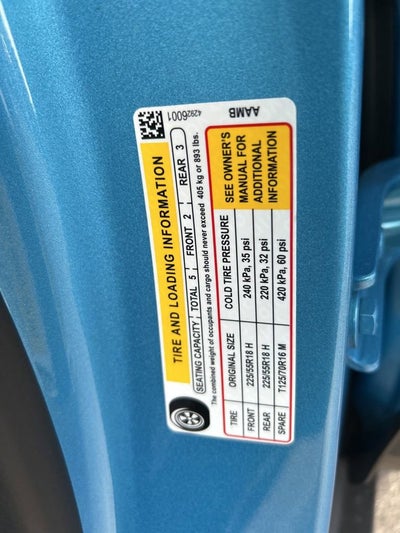 42926001
AAMB
TIRE AND LOADING INFORMATION
SEATING CAPACITY TOTAL 5 FRONT 2 REAR 3
The combined weight of occupants and cargo should never exceed 405 kg or 893 lbs.
TIRE ORIGINAL SIZE COLD TIRE PRESSURE
FRONT 225/55R18 H 240 kPa, 35 psi
REAR 225/55R18 H 220 kPa, 32 psi
SPARE T125/70R16 M 420 kPa, 60 psi
SEE OWNER'S
MANUAL FOR
ADDITIONAL
INFORMATION